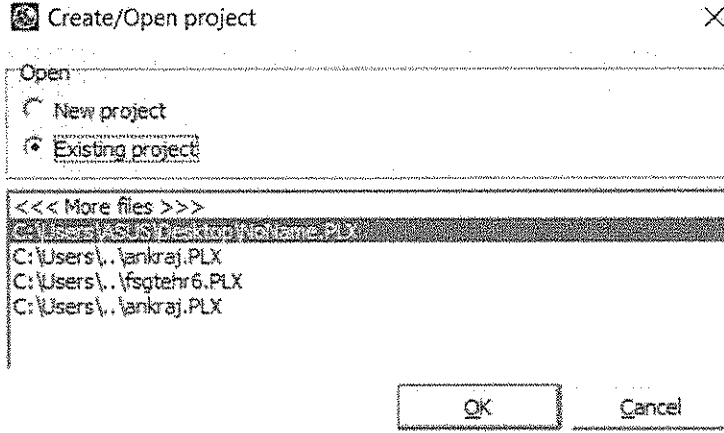 Create/Open project
Open
New project
Existing project
<<< More files >>>
C:\Users\ASUS\Desktop\NoName.PLX
C:\Users\..\ankraj.PLX
C:\Users\..\fsgtehr6.PLX
C:\Users\..\ankraj.PLX
OK
Cancel